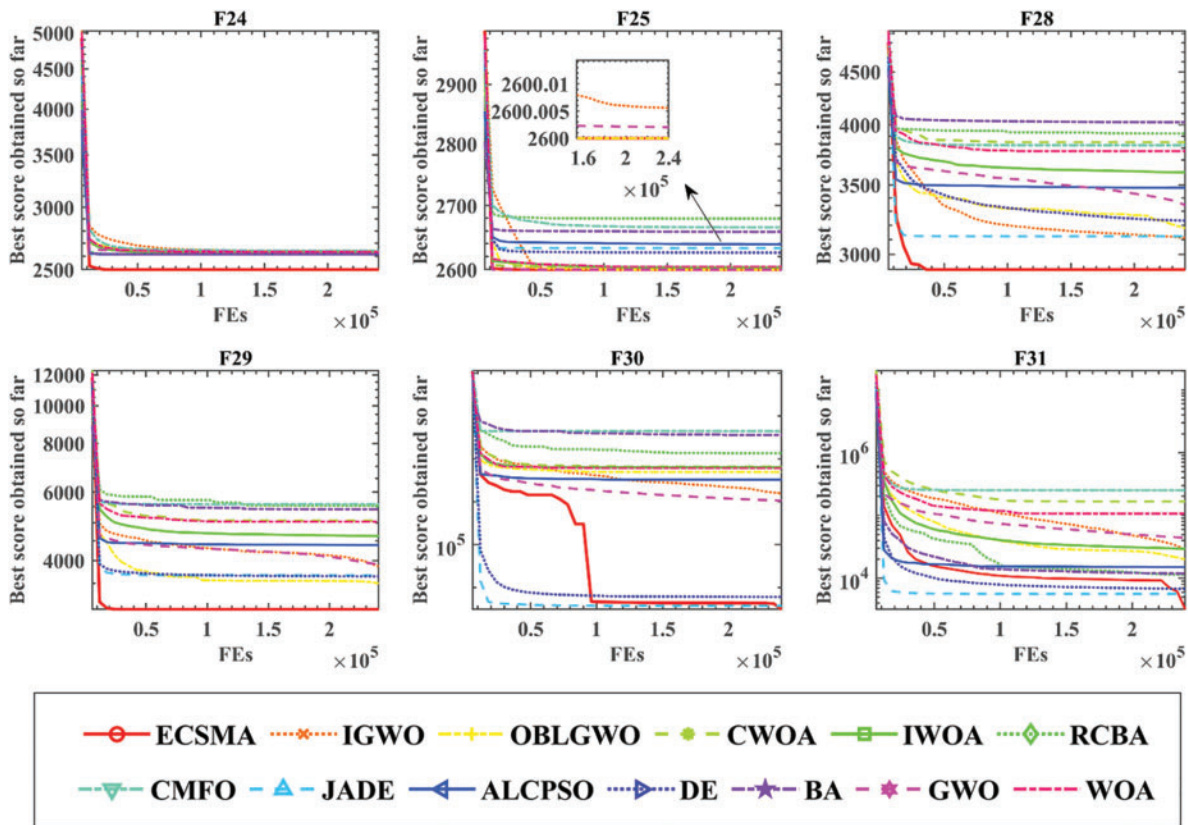 F24
F25
F28
Best score obtained so far
5000
4500
4000
3500
3000
2500
0.5
1
1.5
2
FEs
×10^5
Best score obtained so far
2900
2800
2700
2600
2600.01
2600.005
2600
1.6
2
2.4
×10^5
0.5
1
1.5
2
FEs
×10^5
Best score obtained so far
4500
4000
3500
3000
0.5
1
1.5
2
FEs
×10^5
F29
F30
F31
Best score obtained so far
12000
10000
8000
6000
4000
0.5
1
1.5
2
FEs
×10^5
Best score obtained so far
10^5
0.5
1
1.5
2
FEs
×10^5
Best score obtained so far
10^6
10^4
0.5
1
1.5
2
FEs
×10^5
ECSMA IGWO OBLGWO CWOA IWOA RCBA
CMFO JADE ALCPSO DE BA GWO WOA